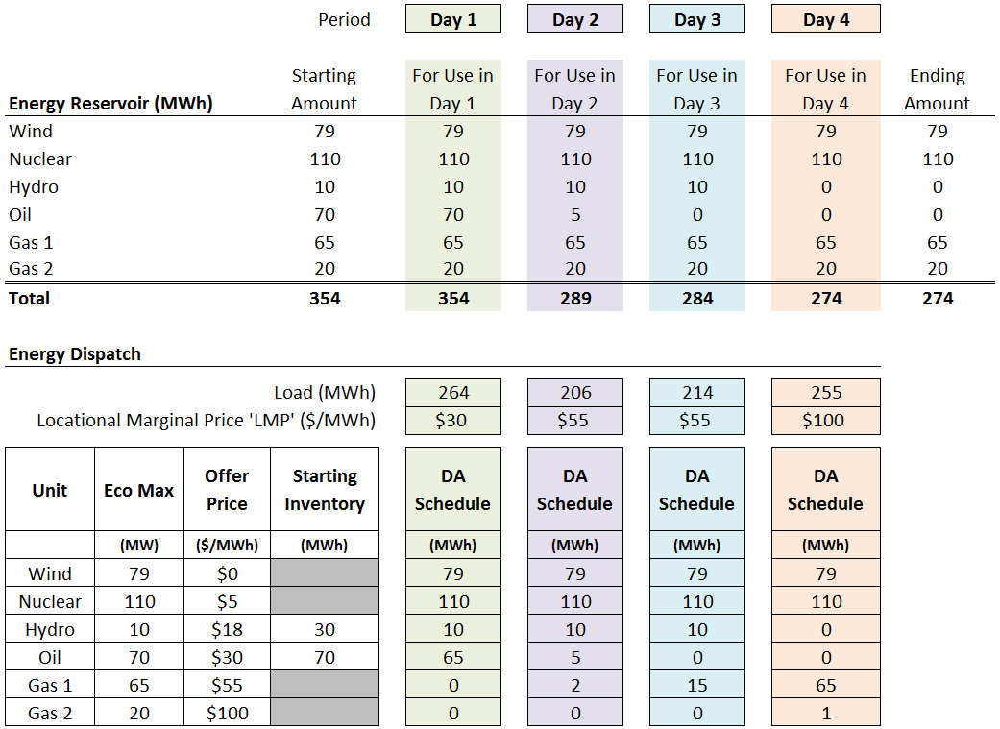 Period Day 1 Day 2 Day 3 Day 4
Starting For Use in For Use in For Use in For Use in Ending
Energy Reservoir (MWh) Amount Day 1 Day 2 Day 3 Day 4 Amount
Wind 79 79 79 79 79 79
Nuclear 110 110 110 110 110 110
Hydro 10 10 10 10 0 0
Oil 70 70 5 0 0 0
Gas 1 65 65 65 65 65 65
Gas 2 20 20 20 20 20 20
Total 354 354 289 284 274 274
Energy Dispatch
Load (MWh) 264 206 214 255
Locational Marginal Price 'LMP' ($/MWh) $30 $55 $55 $100
Offer Starting DA DA DA DA
Unit Eco Max
Price Inventory Schedule Schedule Schedule Schedule
(MW) ($/MWh) (MWh) (MWh) (MWh) (MWh) (MWh)
Wind 79 $0 79 79 79 79
Nuclear 110 $5 110 110 110 110
Hydro 10 $18 30 10 10 10 0
Oil 70 $30 70 65 5 0 0
Gas 1 65 $55 0 2 15 65
Gas 2 20 $100 0 0 0 1